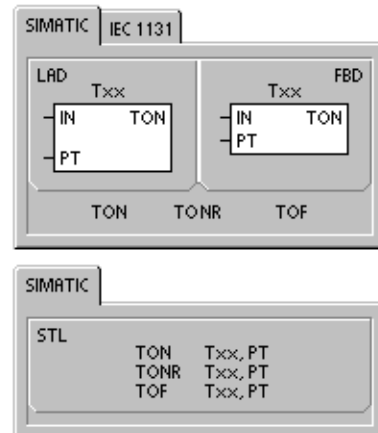 SIMATIC IEC 1131
LAD FBD
Txx Txx
IN TON IN TON
PT PT
TON TONR TOF
SIMATIC
STL
TON Txx, PT
TONR Txx, PT
TOF Txx, PT